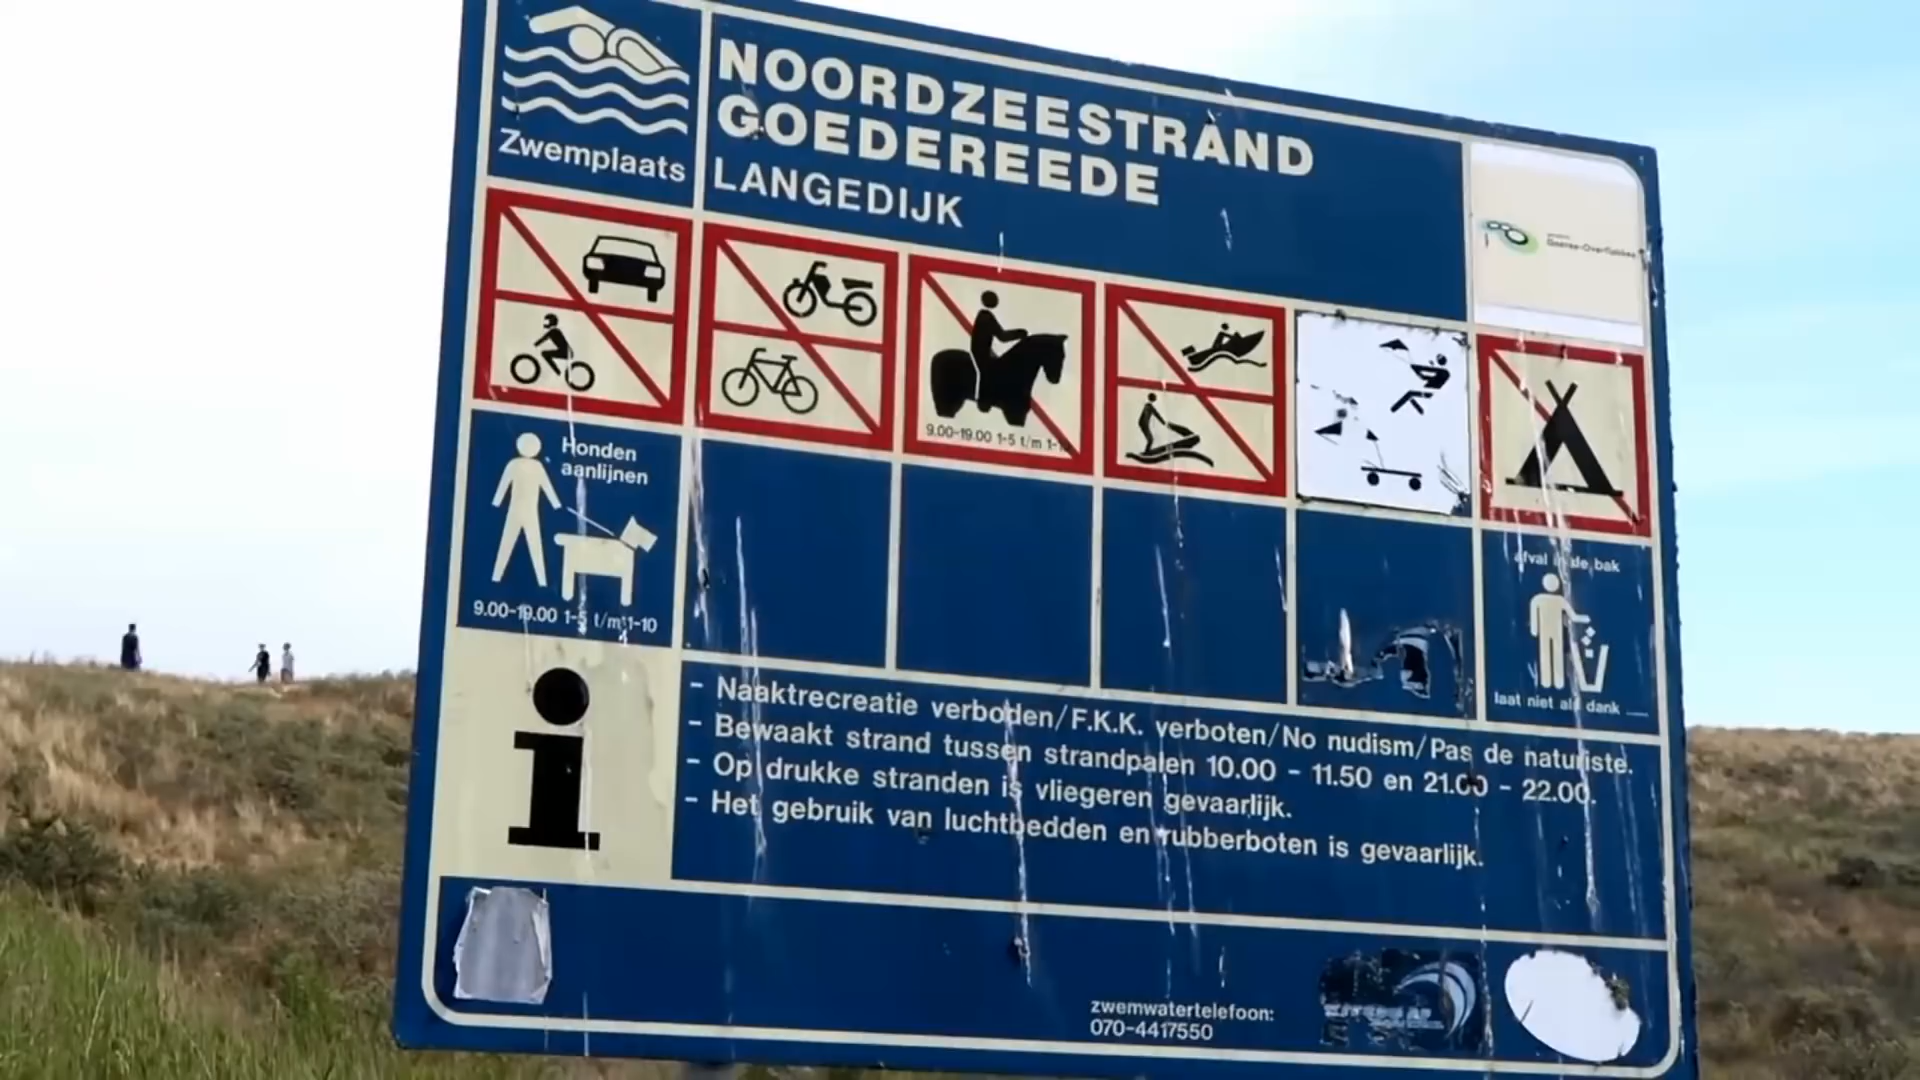 NOORDZEESTRAND
GOEDEREEDE
LANGEDIJK
Zwemplaats
Goeree-Overflakkee
9.00-19.00 1-5 t/m 1-
Honden
aanlijnen
9.00-19.00 1-5 t/m 1-10
afval in de bak
laat niet als dank ....
- Naaktrecreatie verboden/F.K.K. verboten/No nudism/Pas de naturiste.
- Bewaakt strand tussen strandpalen 10.00 - 11.50 en 21.00 - 22.00.
- Op drukke stranden is vliegeren gevaarlijk.
- Het gebruik van luchtbedden en rubberboten is gevaarlijk.
zwemwatertelefoon:
070-4417550